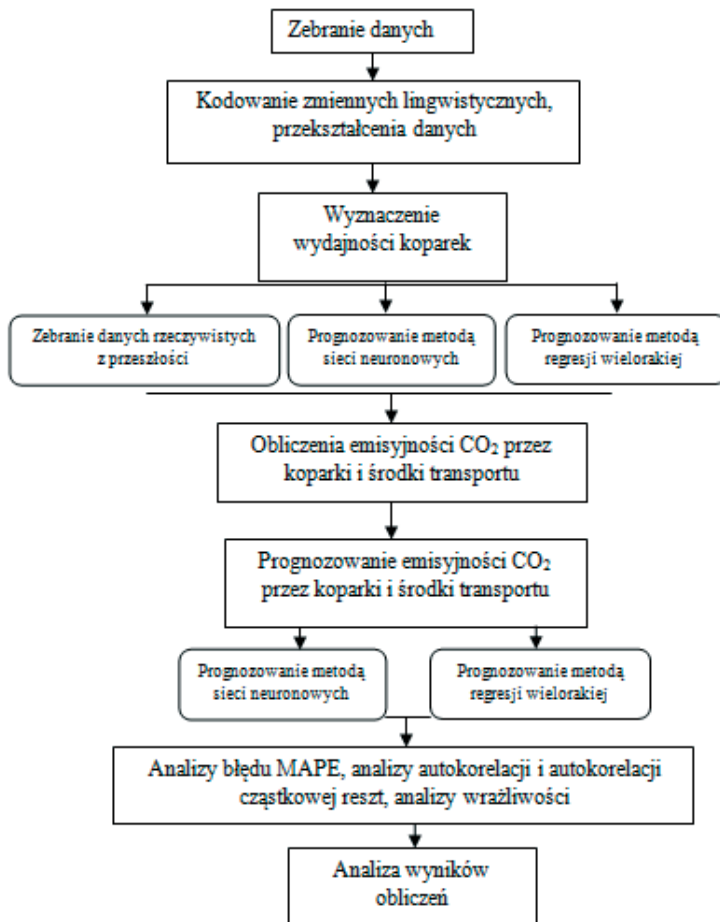 Zebranie danych
Kodowanie zmiennych lingwistycznych,
przekształcenia danych
Wyznaczenie
wydajności koparek
Zebranie danych rzeczywistych
z przeszłości
Prognozowanie metodą
sieci neuronowych
Prognozowanie metodą
regresji wielorakiej
Obliczenia emisyjności CO₂ przez
koparki i środki transportu
Prognozowanie emisyjności CO₂
przez koparki i środki transportu
Prognozowanie metodą
sieci neuronowych
Prognozowanie metodą
regresji wielorakiej
Analizy błędu MAPE, analizy autokorelacji i autokorelacji
cząstkowej reszt, analizy wrażliwości
Analiza wyników
obliczeń